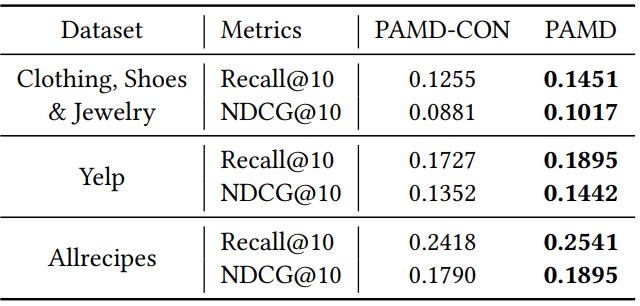 Dataset Metrics PAMD-CON PAMD
Clothing, Shoes & Jewelry Recall@10 0.1255 0.1451
NDCG@10 0.0881 0.1017
Yelp Recall@10 0.1727 0.1895
NDCG@10 0.1352 0.1442
Allrecipes Recall@10 0.2418 0.2541
NDCG@10 0.1790 0.1895